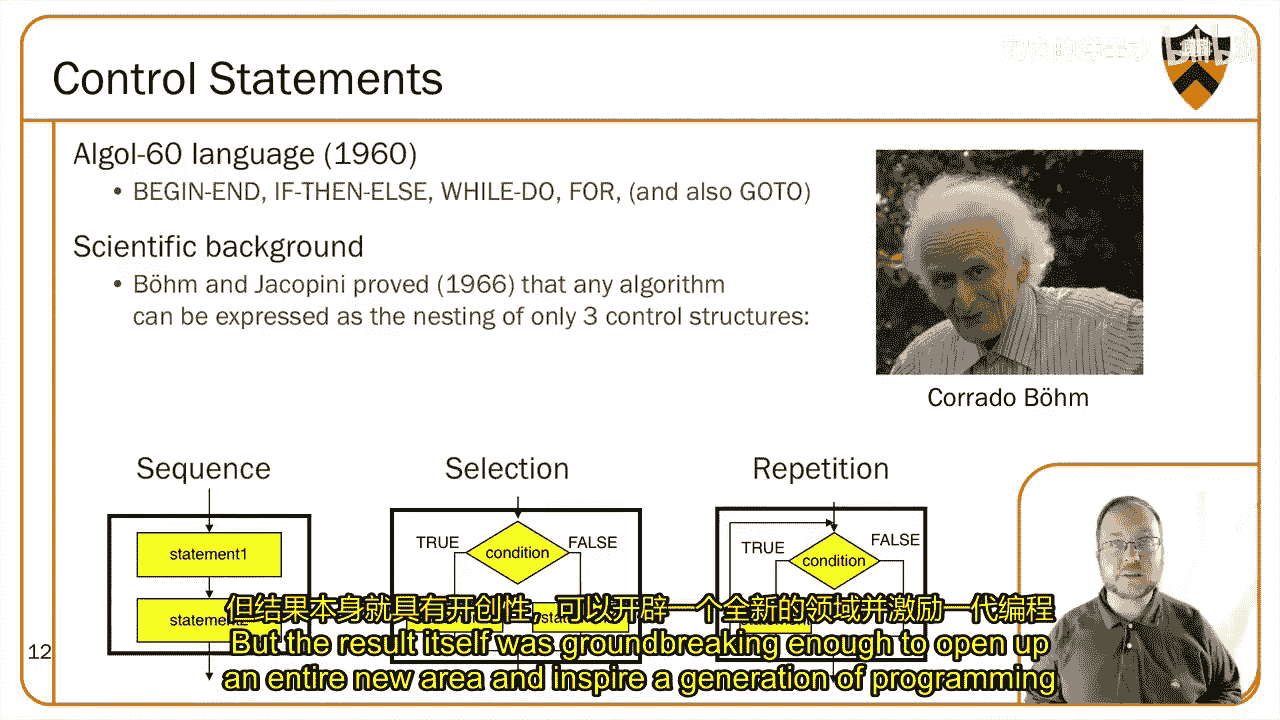 Control Statements
Algol-60 language (1960)
• BEGIN-END, IF-THEN-ELSE, WHILE-DO, FOR, (and also GOTO)
Scientific background
• Böhm and Jacopini proved (1966) that any algorithm
can be expressed as the nesting of only 3 control structures:
Corrado Böhm
Sequence
Selection
Repetition
statement1
TRUE
condition
FALSE
TRUE
condition
FALSE
但结果本身就具有开创性，可以开辟一个全新的领域并激励一代编程
But the result itself was groundbreaking enough to open up
an entire new area and inspire a generation of programming
12